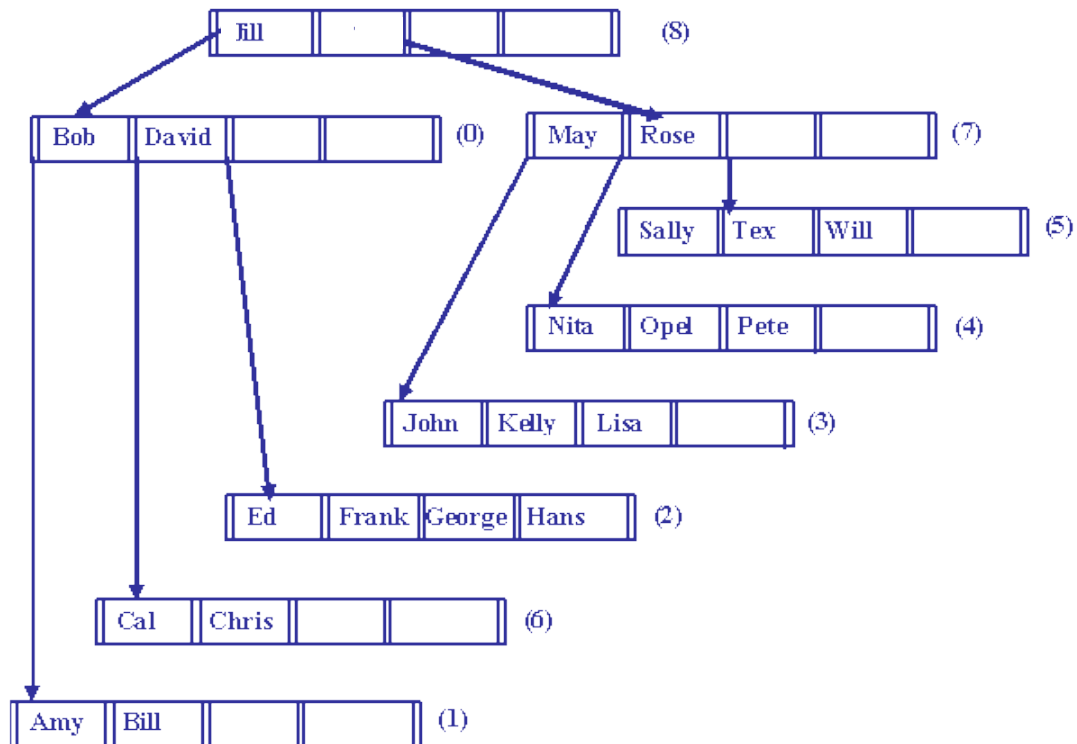 Jill (8)
Bob David (0)
May Rose (7)
Sally Tex Will (5)
Nita Opel Pete (4)
John Kelly Lisa (3)
Ed Frank George Hans (2)
Cal Chris (6)
Amy Bill (1)